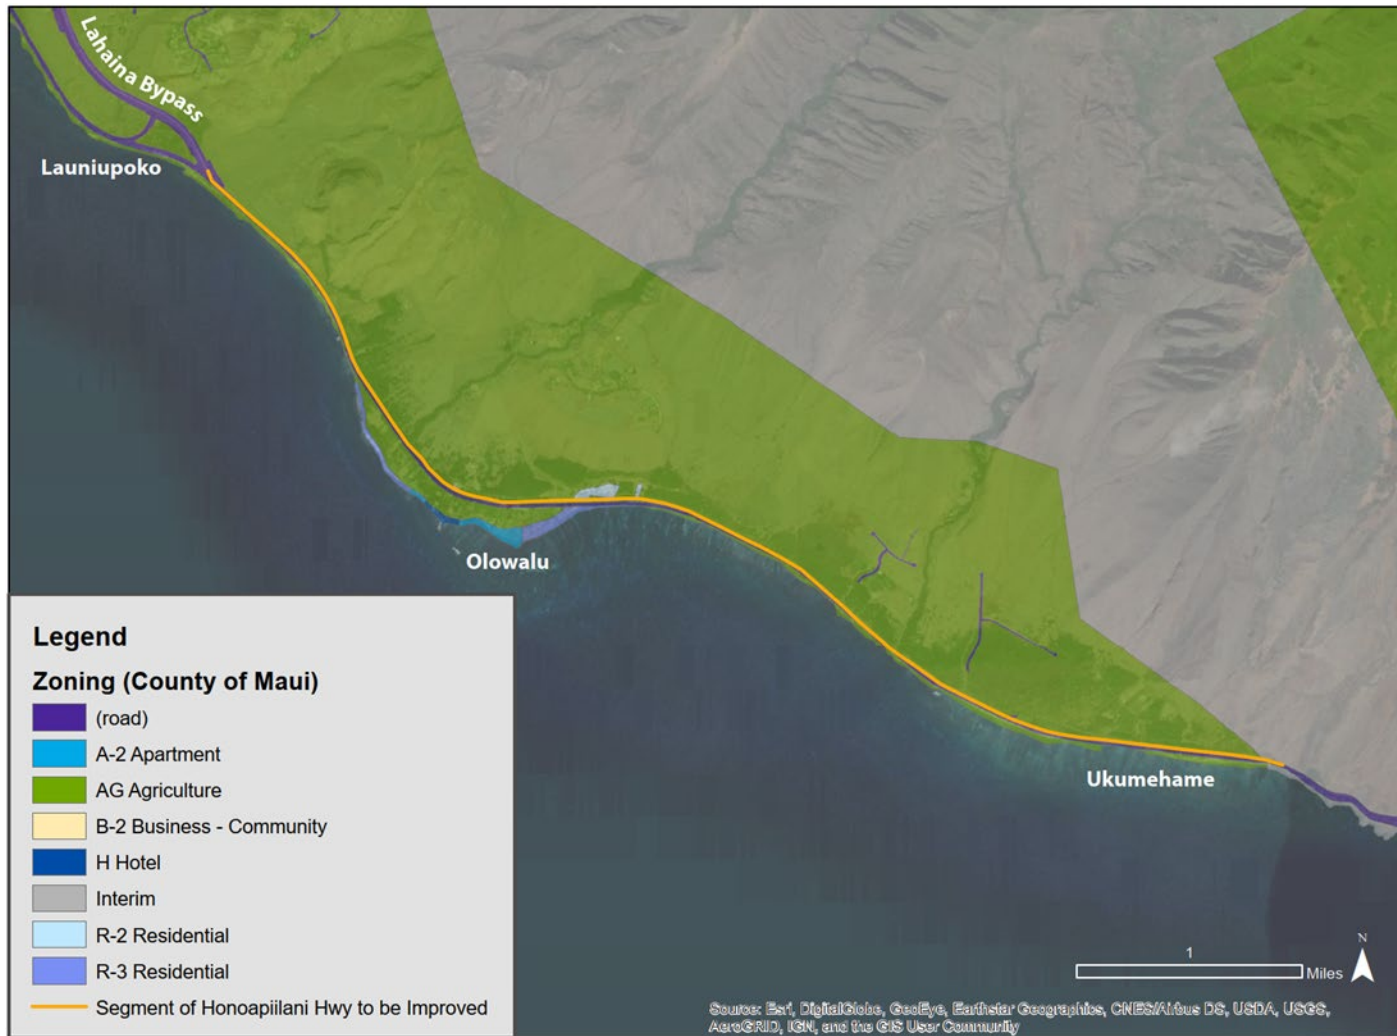 Lahaina Bypass
Launiupoko
Olowalu
Ukumehame
Legend
Zoning (County of Maui)
(road)
A-2 Apartment
AG Agriculture
B-2 Business - Community
H Hotel
Interim
R-2 Residential
R-3 Residential
Segment of Honoapiilani Hwy to be Improved
N
1
Miles
Source: Esri, DigitalGlobe, GeoEye, Earthstar Geographics, CNES/Airbus DS, USDA, USGS,
AeroGRID, IGN, and the GIS User Community